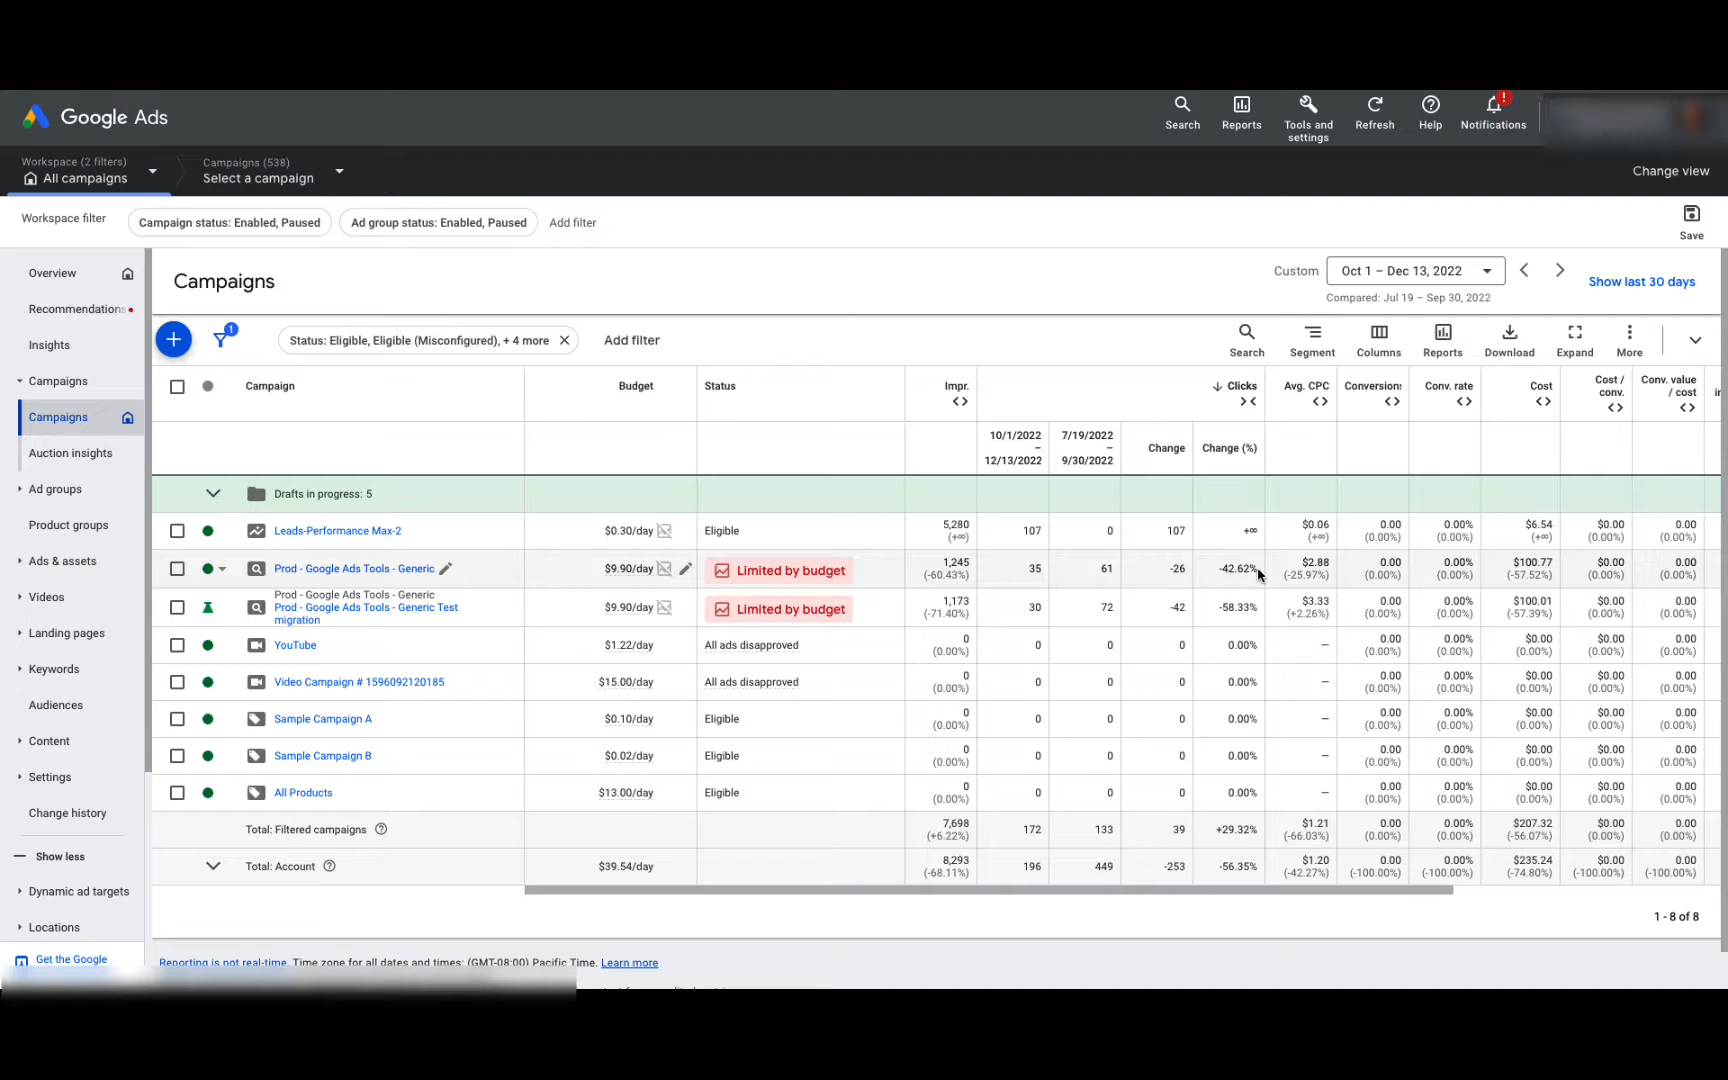 Google Ads
Search
Reports
Tools and
settings
Refresh
Help
Notifications
!
Workspace (2 filters)
All campaigns
Campaigns (538)
Select a campaign
Change view
Workspace filter
Campaign status: Enabled, Paused
Ad group status: Enabled, Paused
Add filter
Save
Overview
Recommendations
Insights
Campaigns
Campaigns
Auction insights
Ad groups
Product groups
Ads & assets
Videos
Landing pages
Keywords
Audiences
Content
Settings
Change history
Show less
Dynamic ad targets
Locations
Get the Google
Campaigns
Custom
Oct 1 – Dec 13, 2022
Compared: Jul 19 – Sep 30, 2022
Show last 30 days
1
Status: Eligible, Eligible (Misconfigured), + 4 more
Add filter
Search
Segment
Columns
Reports
Download
Expand
More
Campaign Budget Status Impr. Clicks Avg. CPC Conversions Conv. rate Cost Cost / conv. Conv. value / cost
10/1/2022 – 12/13/2022 7/19/2022 – 9/30/2022 Change Change (%)
Drafts in progress: 5
Leads-Performance Max-2 $0.30/day Eligible 5,280 (+∞) 107 0 107 +∞ $0.06 (+∞) 0.00 (0.00%) 0.00% (0.00%) $6.54 (+∞) $0.00 (0.00%) 0.00 (0.00%)
Prod - Google Ads Tools - Generic $9.90/day Limited by budget 1,245 (-60.43%) 35 61 -26 -42.62% $2.88 (-25.97%) 0.00 (0.00%) 0.00% (0.00%) $100.77 (-57.52%) $0.00 (0.00%) 0.00 (0.00%)
Prod - Google Ads Tools - Generic
Prod - Google Ads Tools - Generic Test
migration $9.90/day Limited by budget 1,173 (-71.40%) 30 72 -42 -58.33% $3.33 (+2.26%) 0.00 (0.00%) 0.00% (0.00%) $100.01 (-57.39%) $0.00 (0.00%) 0.00 (0.00%)
YouTube $1.22/day All ads disapproved 0 (0.00%) 0 0 0 0.00% – 0.00 (0.00%) 0.00% (0.00%) $0.00 (0.00%) $0.00 (0.00%) 0.00 (0.00%)
Video Campaign # 1596092120185 $15.00/day All ads disapproved 0 (0.00%) 0 0 0 0.00% – 0.00 (0.00%) 0.00% (0.00%) $0.00 (0.00%) $0.00 (0.00%) 0.00 (0.00%)
Sample Campaign A $0.10/day Eligible 0 (0.00%) 0 0 0 0.00% – 0.00 (0.00%) 0.00% (0.00%) $0.00 (0.00%) $0.00 (0.00%) 0.00 (0.00%)
Sample Campaign B $0.02/day Eligible 0 (0.00%) 0 0 0 0.00% – 0.00 (0.00%) 0.00% (0.00%) $0.00 (0.00%) $0.00 (0.00%) 0.00 (0.00%)
All Products $13.00/day Eligible 0 (0.00%) 0 0 0 0.00% – 0.00 (0.00%) 0.00% (0.00%) $0.00 (0.00%) $0.00 (0.00%) 0.00 (0.00%)
Total: Filtered campaigns 7,698 (+6.22%) 172 133 39 +29.32% $1.21 (-66.03%) 0.00 (0.00%) 0.00% (0.00%) $207.32 (-56.07%) $0.00 (0.00%) 0.00 (0.00%)
Total: Account $39.54/day 8,293 (-68.11%) 196 449 -253 -56.35% $1.20 (-42.27%) 0.00 (-100.00%) 0.00% (-100.00%) $235.24 (-74.80%) $0.00 (-100.00%) 0.00 (-100.00%)
1 - 8 of 8
Reporting is not real-time. Time zone for all dates and times: (GMT-08:00) Pacific Time. Learn more